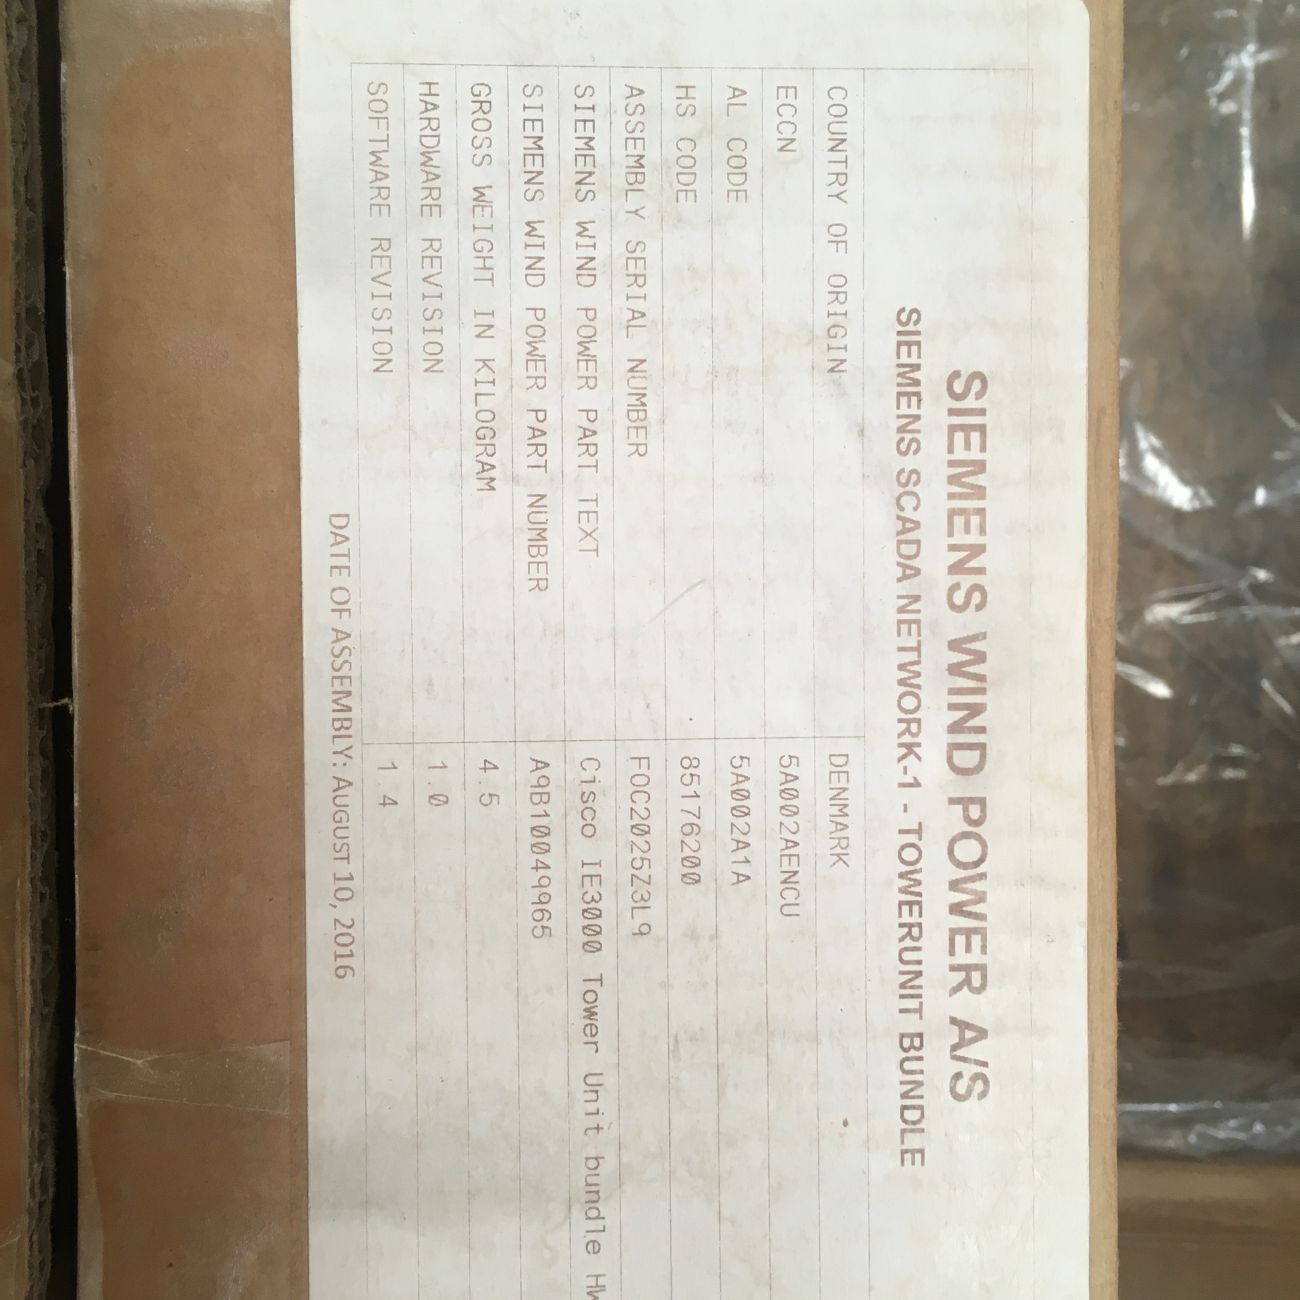 SIEMENS WIND POWER A/S
SIEMENS SCADA NETWORK-1 - TOWERUNIT BUNDLE
COUNTRY OF ORIGIN DENMARK
ECCN 5A002AENCU
AL CODE 5A002A1A
HS CODE 85176200
ASSEMBLY SERIAL NUMBER FOC2025Z3L9
SIEMENS WIND POWER PART TEXT Cisco IE3000 Tower Unit bundle HW
SIEMENS WIND POWER PART NUMBER A9B10049965
GROSS WEIGHT IN KILOGRAM 4.5
HARDWARE REVISION 1.0
SOFTWARE REVISION 1.4
DATE OF ASSEMBLY: AUGUST 10, 2016